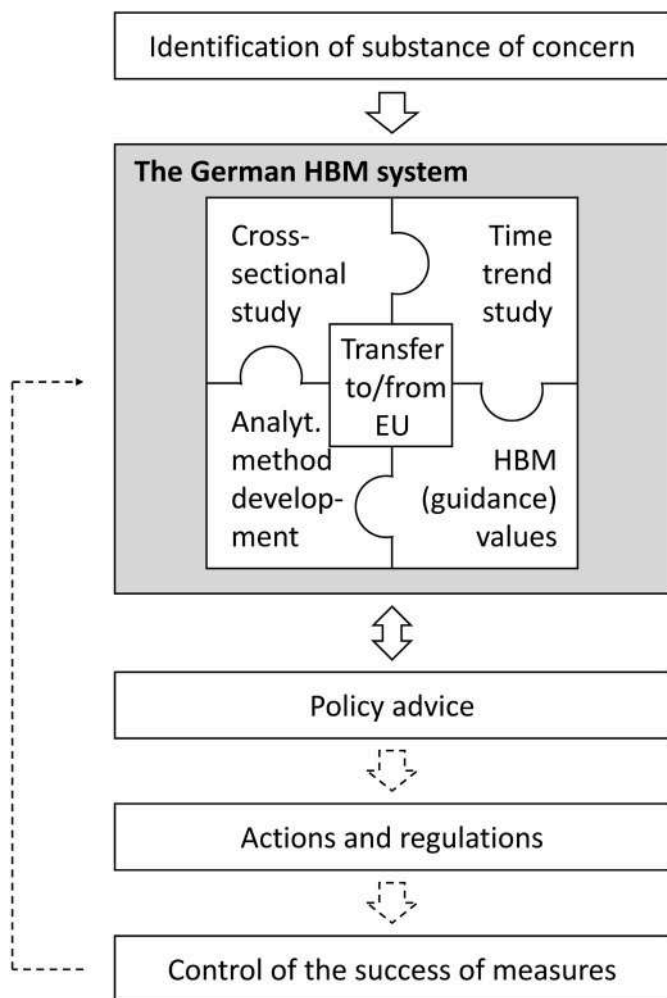 Identification of substance of concern
The German HBM system
Cross-
sectional
study
Time
trend
study
Transfer
to/from
EU
Analyt.
method
develop-
ment
HBM
(guidance)
values
Policy advice
Actions and regulations
Control of the success of measures